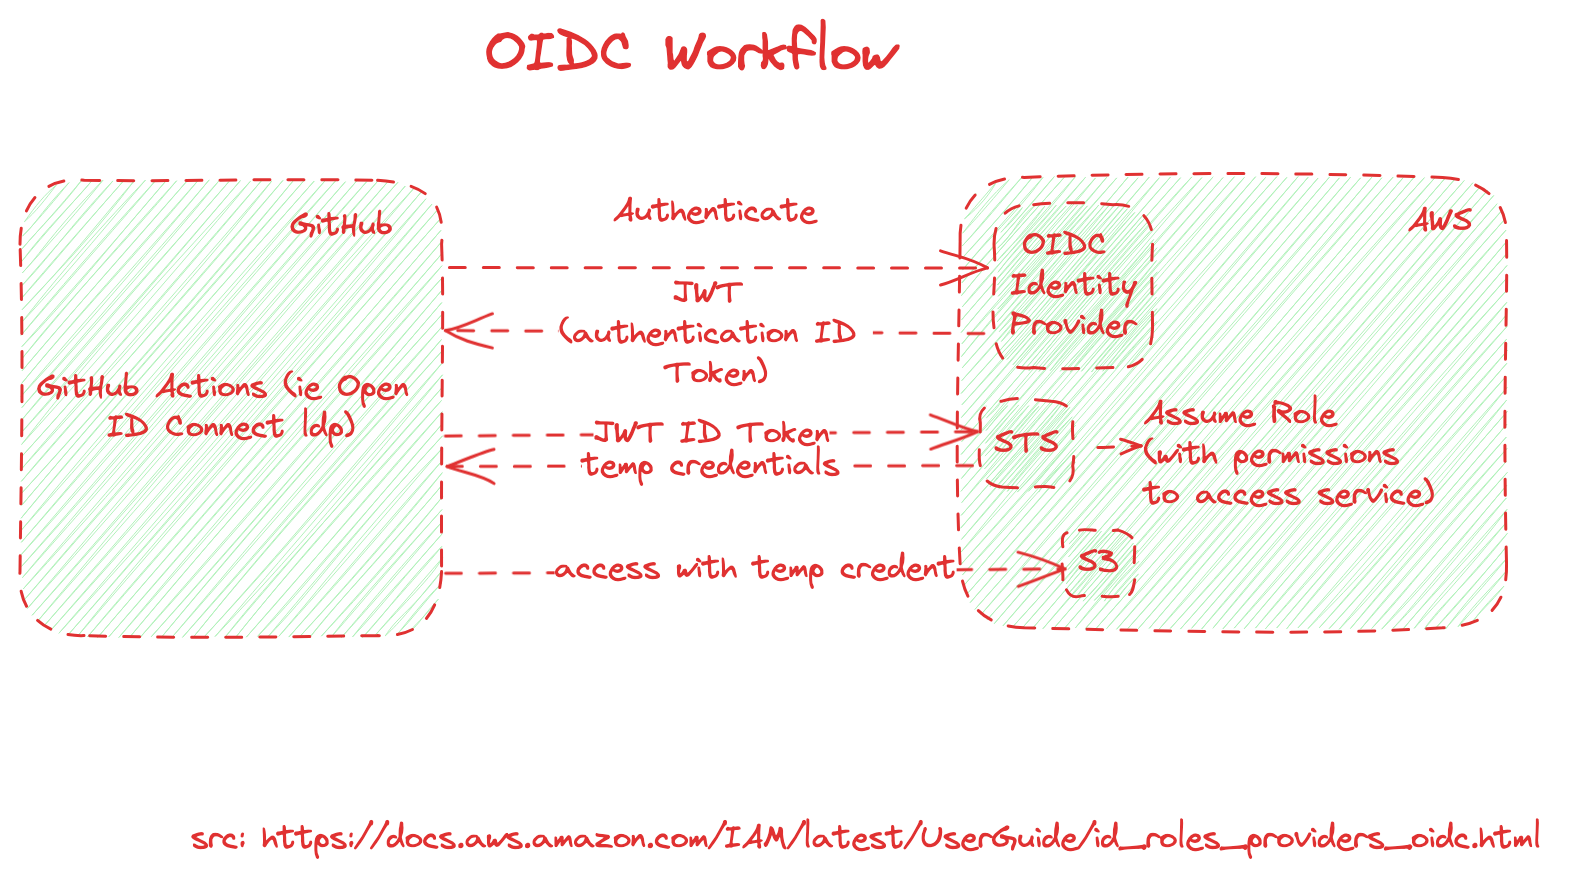 OIDC Workflow
GitHub
Authenticate
AWS
OIDC
Identity
Provider
JWT
(authentication ID
Token)
GitHub Actions (ie Open
ID Connect Idp)
JWT ID Token
temp credentials
STS
Assume Role
(with permissions
to access service)
access with temp credent
S3
src: https://docs.aws.amazon.com/IAM/latest/UserGuide/id_roles_providers_oidc.html